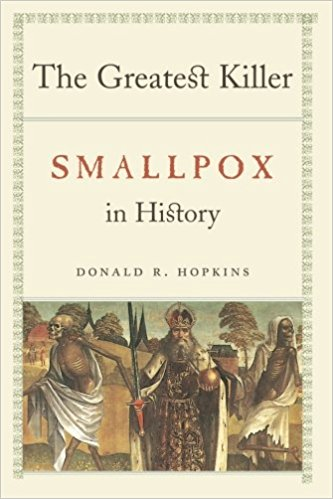 The Greatest Killer
SMALLPOX
in History
DONALD R. HOPKINS